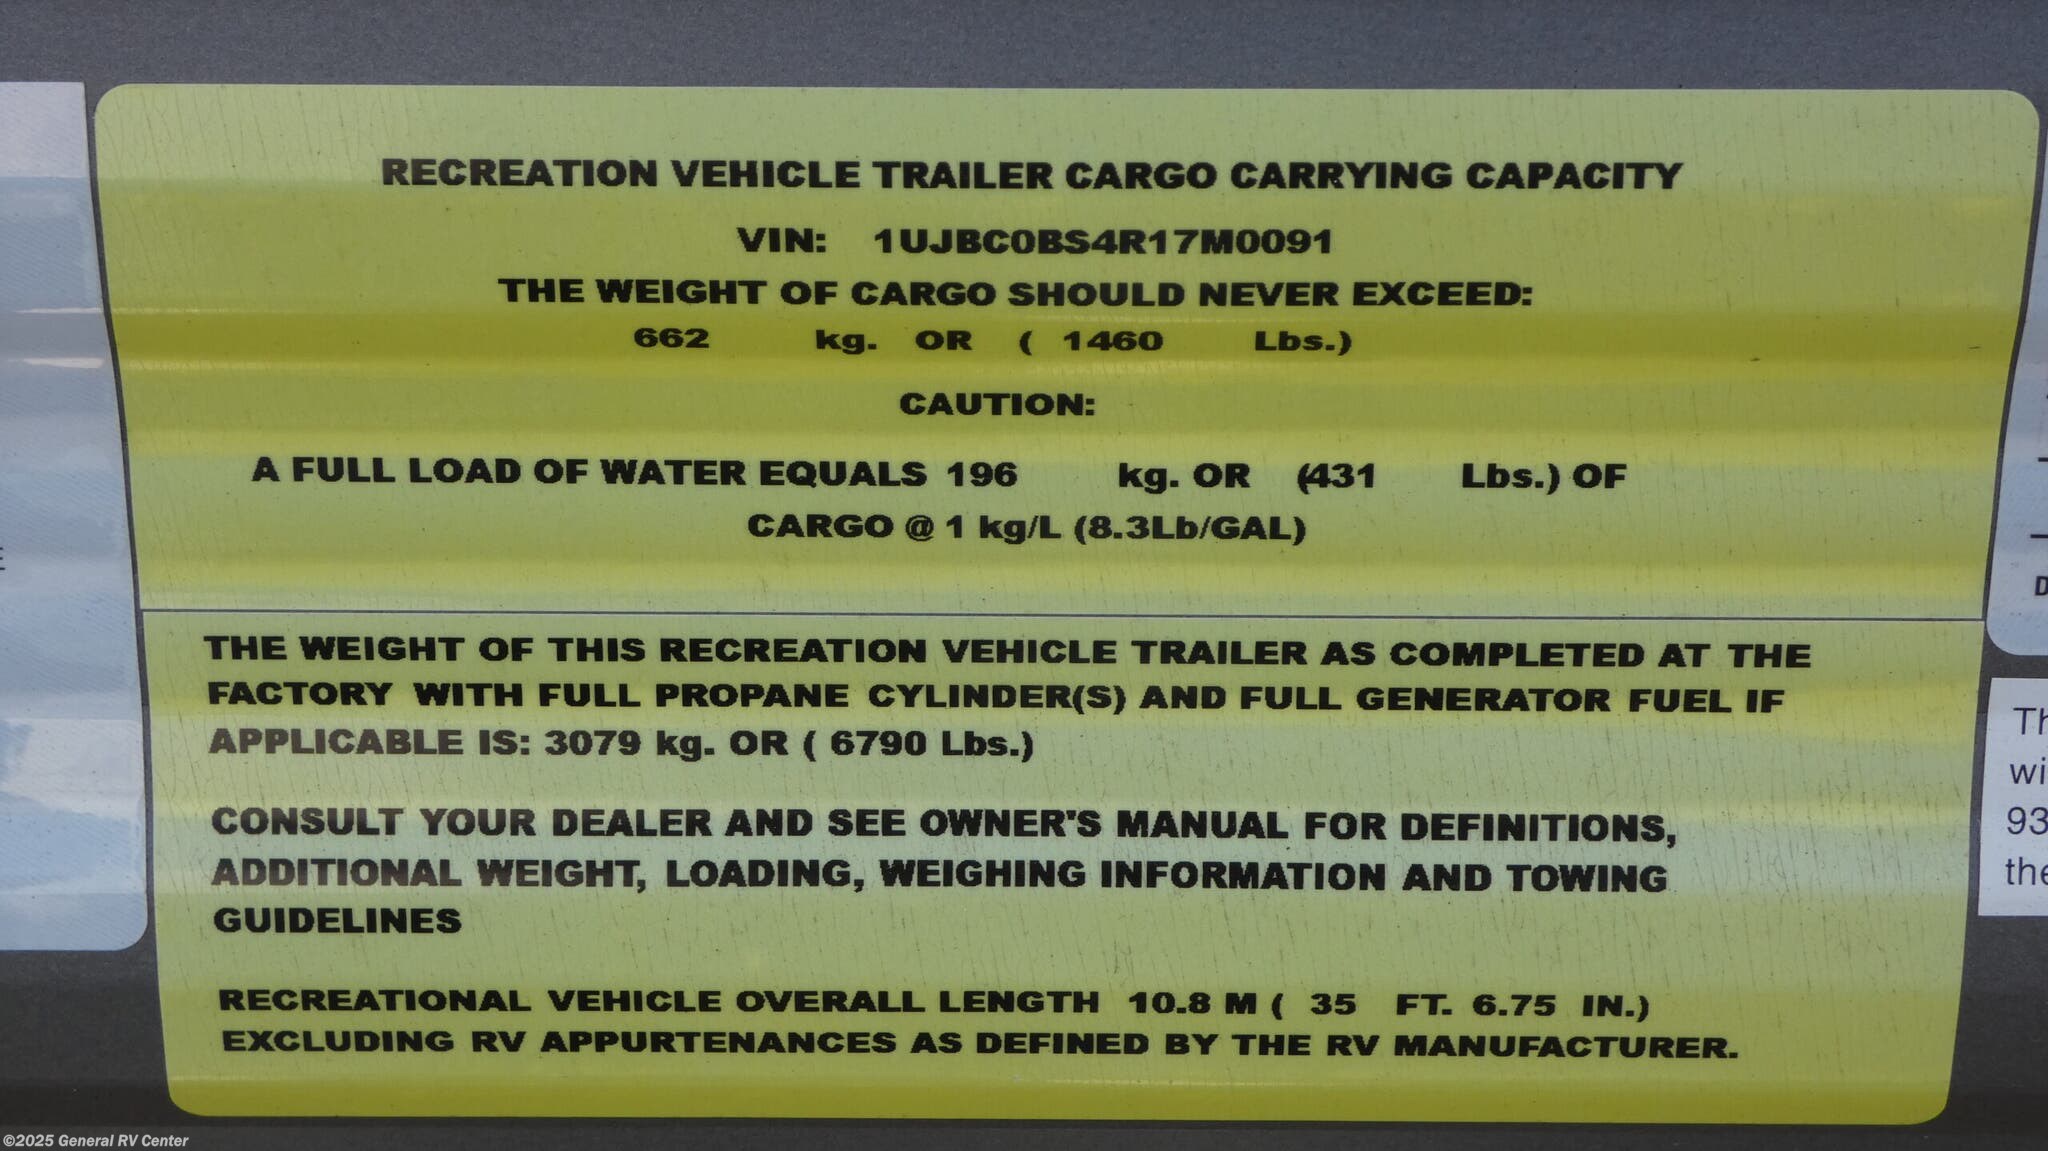 RECREATION VEHICLE TRAILER CARGO CARRYING CAPACITY
VIN: 1UJBC0BS4R17M0091
THE WEIGHT OF CARGO SHOULD NEVER EXCEED:
662 kg. OR ( 1460 Lbs.)
CAUTION:
A FULL LOAD OF WATER EQUALS 196 kg. OR (431 Lbs.) OF
CARGO @ 1 kg/L (8.3Lb/GAL)
THE WEIGHT OF THIS RECREATION VEHICLE TRAILER AS COMPLETED AT THE
FACTORY WITH FULL PROPANE CYLINDER(S) AND FULL GENERATOR FUEL IF
APPLICABLE IS: 3079 kg. OR ( 6790 Lbs.)
CONSULT YOUR DEALER AND SEE OWNER'S MANUAL FOR DEFINITIONS,
ADDITIONAL WEIGHT, LOADING, WEIGHING INFORMATION AND TOWING
GUIDELINES
RECREATIONAL VEHICLE OVERALL LENGTH 10.8 M ( 35 FT. 6.75 IN.)
EXCLUDING RV APPURTENANCES AS DEFINED BY THE RV MANUFACTURER.
93
©2025 General RV Center